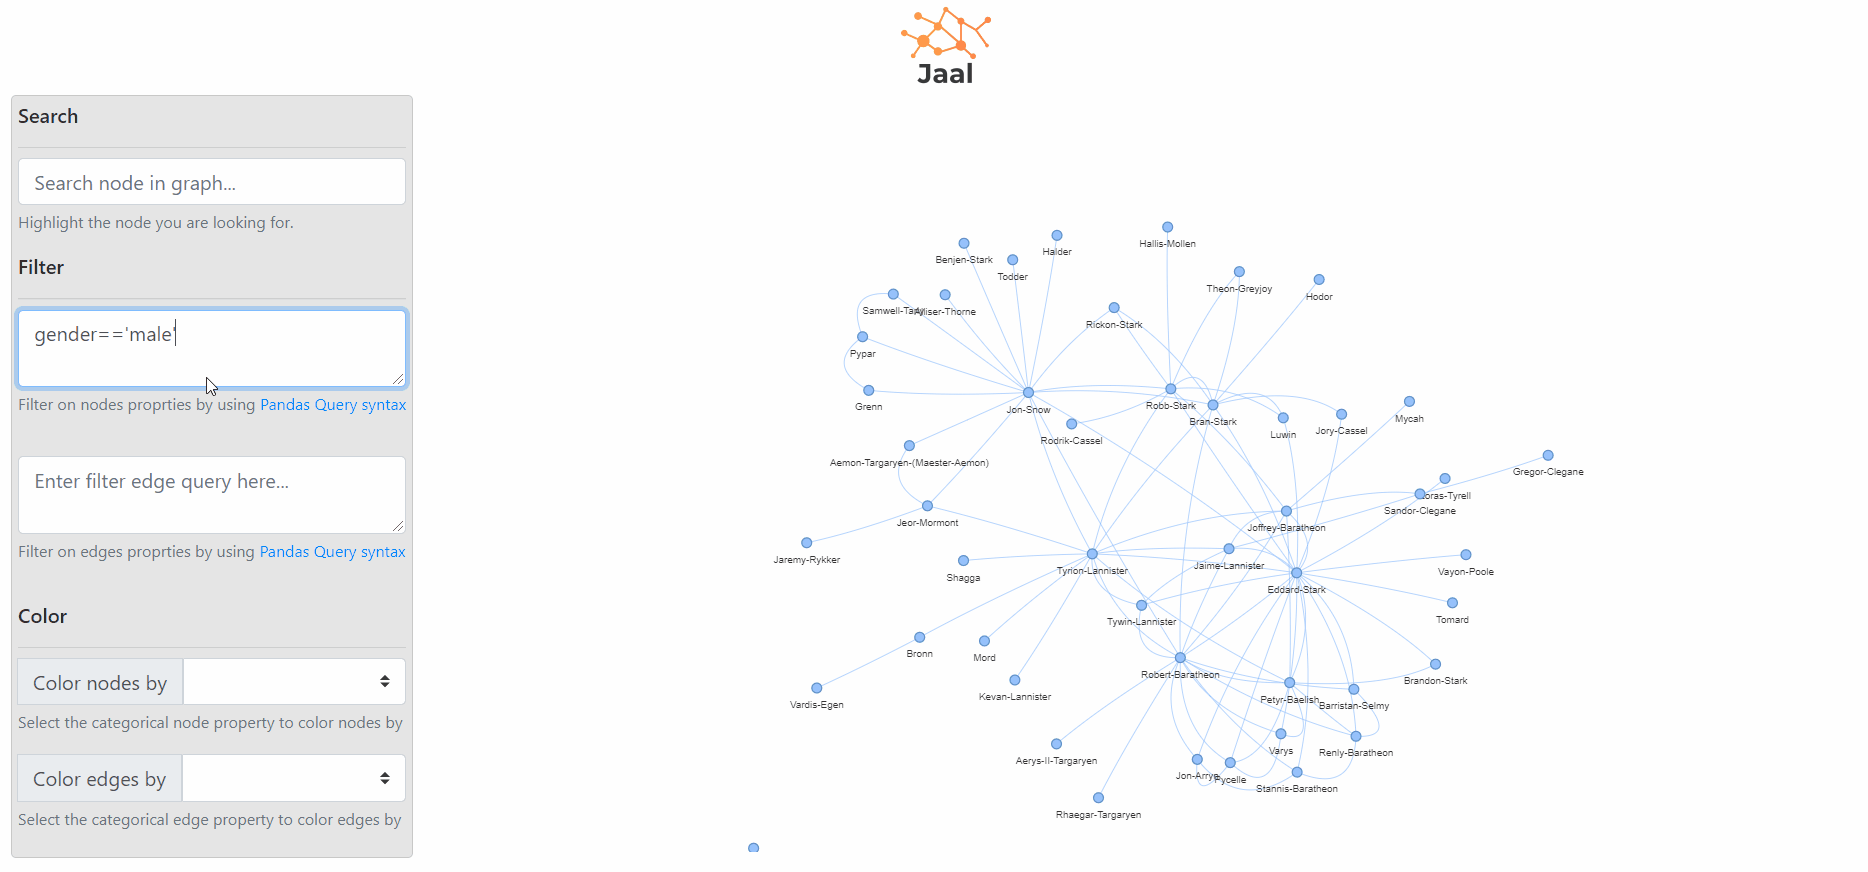 Jaal
Search
Search node in graph...
Highlight the node you are looking for.
Filter
gender=='male'
Filter on nodes proprties by using Pandas Query syntax
Enter filter edge query here...
Filter on edges proprties by using Pandas Query syntax
Color
Color nodes by
Select the categorical node property to color nodes by
Color edges by
Select the categorical edge property to color edges by
Hallis-Mollen
Halder
Benjen-Stark
Todder
Theon-Greyjoy
Hodor
Samwell-Tarly
Alliser-Thorne
Rickon-Stark
Pypar
Grenn
Jon-Snow
Robb-Stark
Bran-Stark
Mycah
Luwin
Jory-Cassel
Rodrik-Cassel
Aemon-Targaryen-(Maester-Aemon)
Gregor-Clegane
Loras-Tyrell
Sandor-Clegane
Jeor-Mormont
Joffrey-Baratheon
Jaremy-Rykker
Shagga
Tyrion-Lannister
Jaime-Lannister
Vayon-Poole
Eddard-Stark
Tywin-Lannister
Tomard
Bronn
Mord
Robert-Baratheon
Brandon-Stark
Kevan-Lannister
Vardis-Egen
Petyr-Baelish
Barristan-Selmy
Varys
Renly-Baratheon
Aerys-II-Targaryen
Jon-Arryn
Pycelle
Stannis-Baratheon
Rhaegar-Targaryen